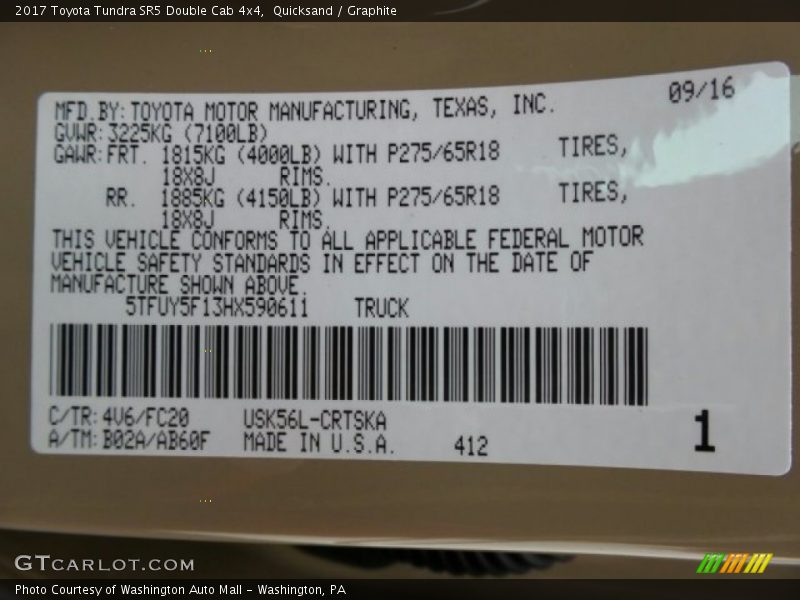 2017 Toyota Tundra SR5 Double Cab 4x4,  Quicksand / Graphite
09/16
MFD.BY:TOYOTA MOTOR MANUFACTURING, TEXAS, INC.
GVWR:3225KG (7100LB)
GAWR:FRT. 1815KG (4000LB) WITH P275/65R18 TIRES,
18X8J RIMS.
RR. 1885KG (4150LB) WITH P275/65R18 TIRES,
18X8J RIMS.
THIS VEHICLE CONFORMS TO ALL APPLICABLE FEDERAL MOTOR
VEHICLE SAFETY STANDARDS IN EFFECT ON THE DATE OF
MANUFACTURE SHOWN ABOVE.
5TFUY5F13HX590611 TRUCK
C/TR:4V6/FC20 USK56L-CRTSKA
A/TM:B02A/AB60F MADE IN U.S.A. 412
1
GTCARLOT.COM
Photo Courtesy of Washington Auto Mall - Washington, PA